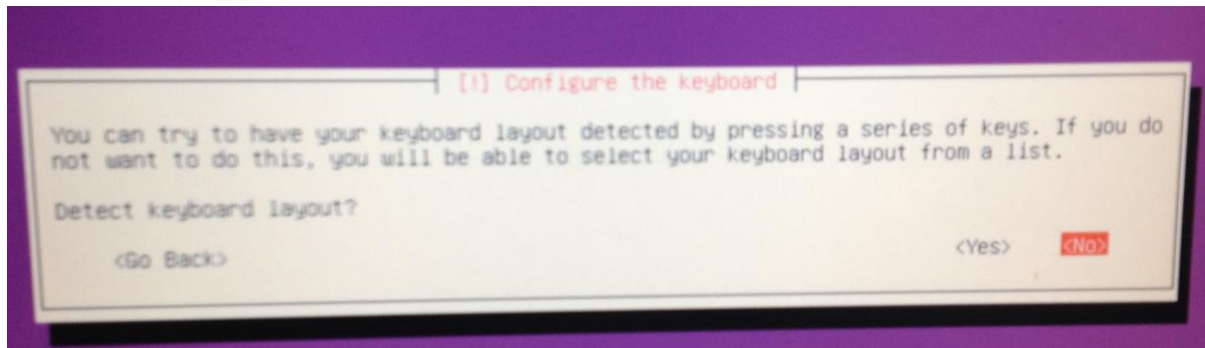 [!] Configure the keyboard
You can try to have your keyboard layout detected by pressing a series of keys. If you do
not want to do this, you will be able to select your keyboard layout from a list.
Detect keyboard layout?
<Go Back> <Yes> <No>